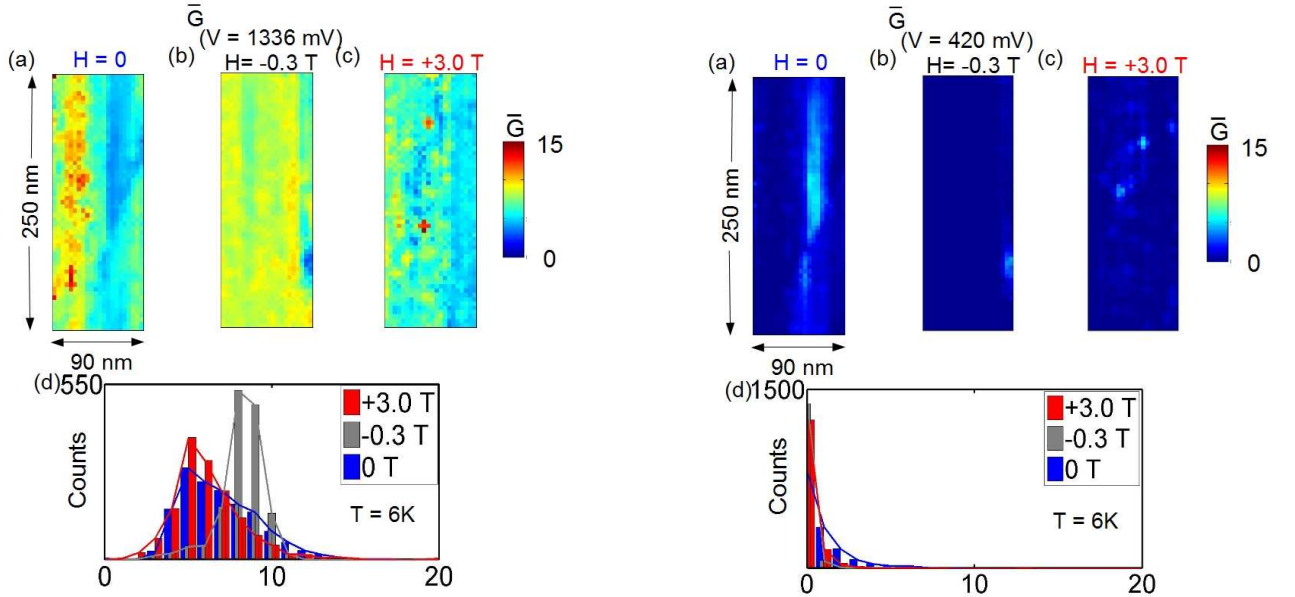 G̅
(V = 1336 mV)
(a) H = 0 (b) H= -0.3 T (c) H = +3.0 T
250 nm
G̅
15
0
90 nm
(d)
550
Counts
+3.0 T
-0.3 T
0 T
T = 6K
0 10 20
G̅
(V = 420 mV)
(a) H = 0 (b) H = -0.3 T (c) H = +3.0 T
250 nm
G̅
15
0
90 nm
(d)
1500
Counts
+3.0 T
-0.3 T
0 T
T = 6K
0 10 20